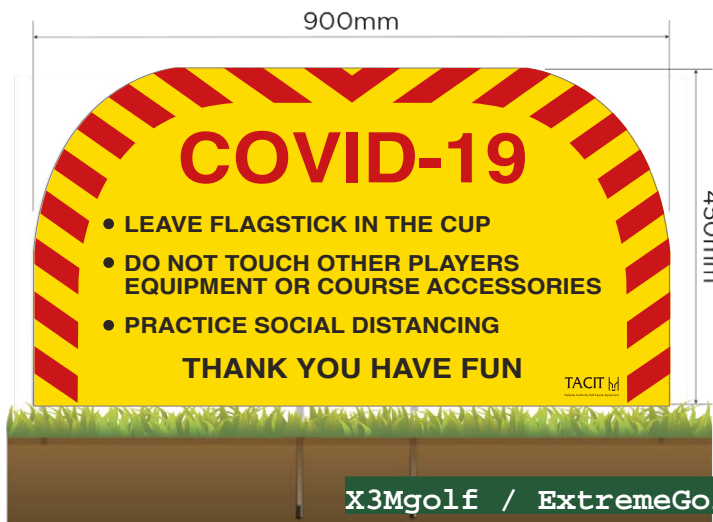 900mm
COVID-19
• LEAVE FLAGSTICK IN THE CUP
• DO NOT TOUCH OTHER PLAYERS
EQUIPMENT OR COURSE ACCESSORIES
• PRACTICE SOCIAL DISTANCING
THANK YOU HAVE FUN
TACIT
X3Mgolf / ExtremeGo